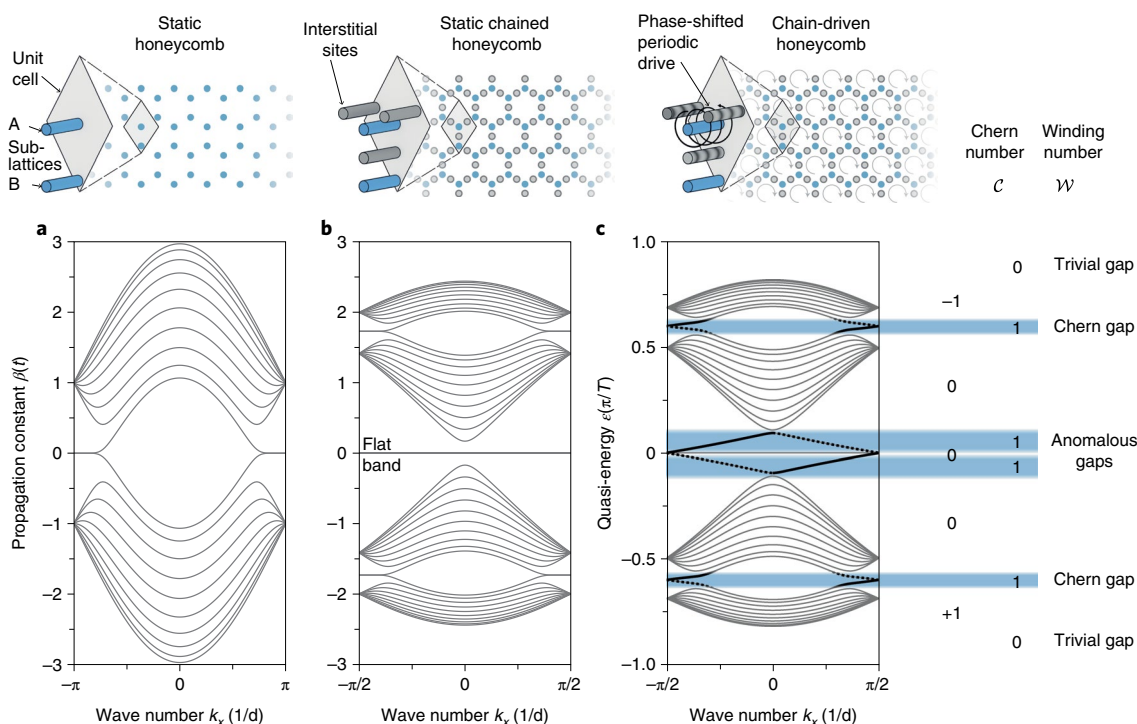 Static
honeycomb
Unit
cell
A
Sub-
lattices
B
Interstitial
sites
Static chained
honeycomb
Phase-shifted
periodic
drive
Chain-driven
honeycomb
Chern
number
C
Winding
number
W
a
3
2
1
0
−1
−2
−3
Propagation constant β(t)
−π
0
π
Wave number kₓ (1/d)
b
3
2
1
0
−1
−2
−3
Flat
band
−π/2
0
π/2
Wave number kₓ (1/d)
c
1.0
0.5
0
−0.5
−1.0
Quasi-energy ε(π/T)
−π/2
0
π/2
Wave number kₓ (1/d)
0 Trivial gap
−1
1 Chern gap
0
1 Anomalous
0
1 gaps
0
1 Chern gap
+1
0 Trivial gap